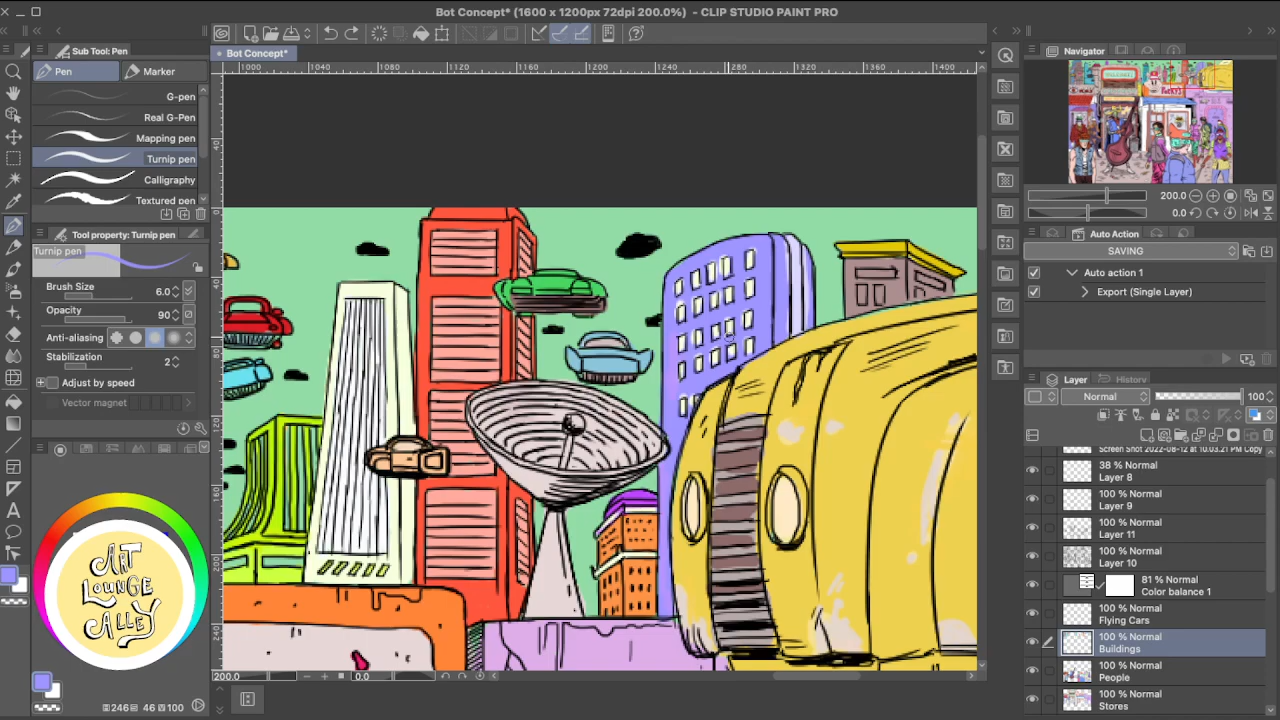 Bot Concept* (1600 x 1200px 72dpi 200.0%) - CLIP STUDIO PAINT PRO
Sub Tool: Pen
Pen
Marker
G-pen
Real G-Pen
Mapping pen
Turnip pen
Calligraphy
Textured pen
Tool property: Turnip pen
Turnip pen
Brush Size 6.0
Opacity 90
Anti-aliasing
Stabilization 2
Adjust by speed
Vector magnet
ART
LOUNGE
ALLEY
246 46 100
Bot Concept*
1000 1040 1080 1120 1160 1200 1240 1280 1320 1360 1400
200.0 0.0
Navigator
200.0
0.0
Auto Action
SAVING
Auto action 1
Export (Single Layer)
Layer
History
Normal 100
Screen Shot 2022-08-12 at 10.03.21 PM Copy
38 % Normal
Layer 8
100 % Normal
Layer 9
100 % Normal
Layer 11
100 % Normal
Layer 10
81 % Normal
Color balance 1
100 % Normal
Flying Cars
100 % Normal
Buildings
100 % Normal
People
100 % Normal
Stores